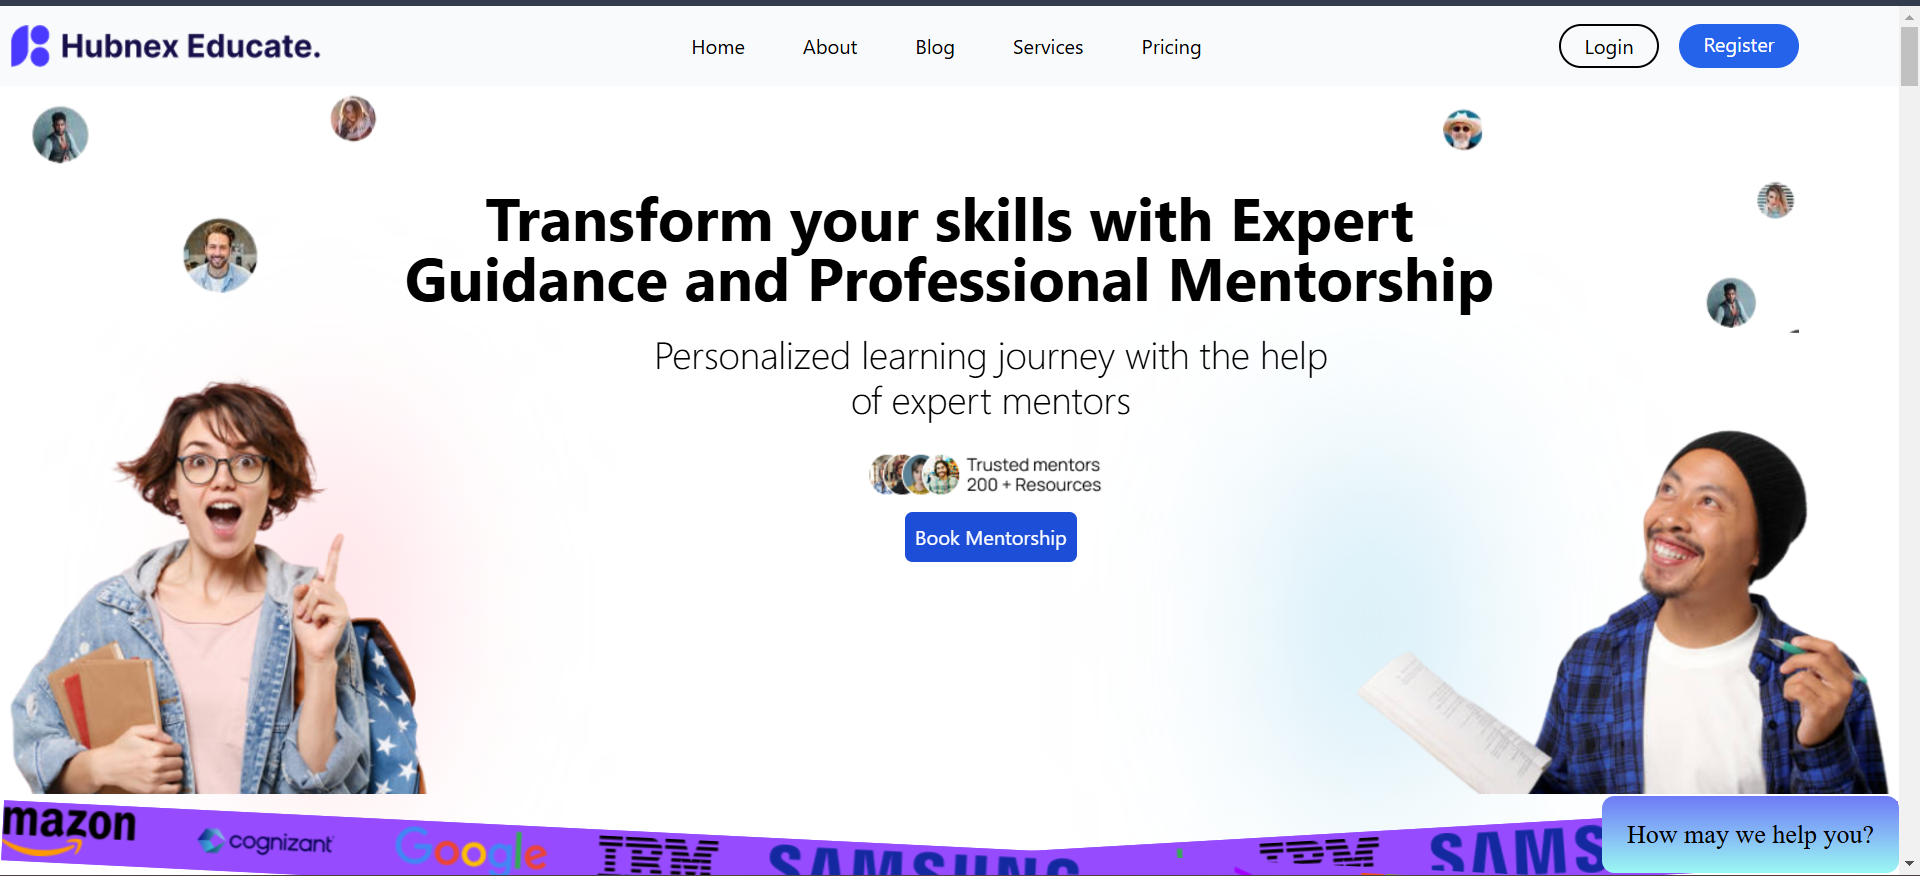 Hubnex Educate.
Home
About
Blog
Services
Pricing
Login
Register
Transform your skills with Expert
Guidance and Professional Mentorship
Personalized learning journey with the help
of expert mentors
Trusted mentors
200 + Resources
Book Mentorship
mazon
cognizant
Google
IBM
SAMSUNG
IBM
SAMS
How may we help you?